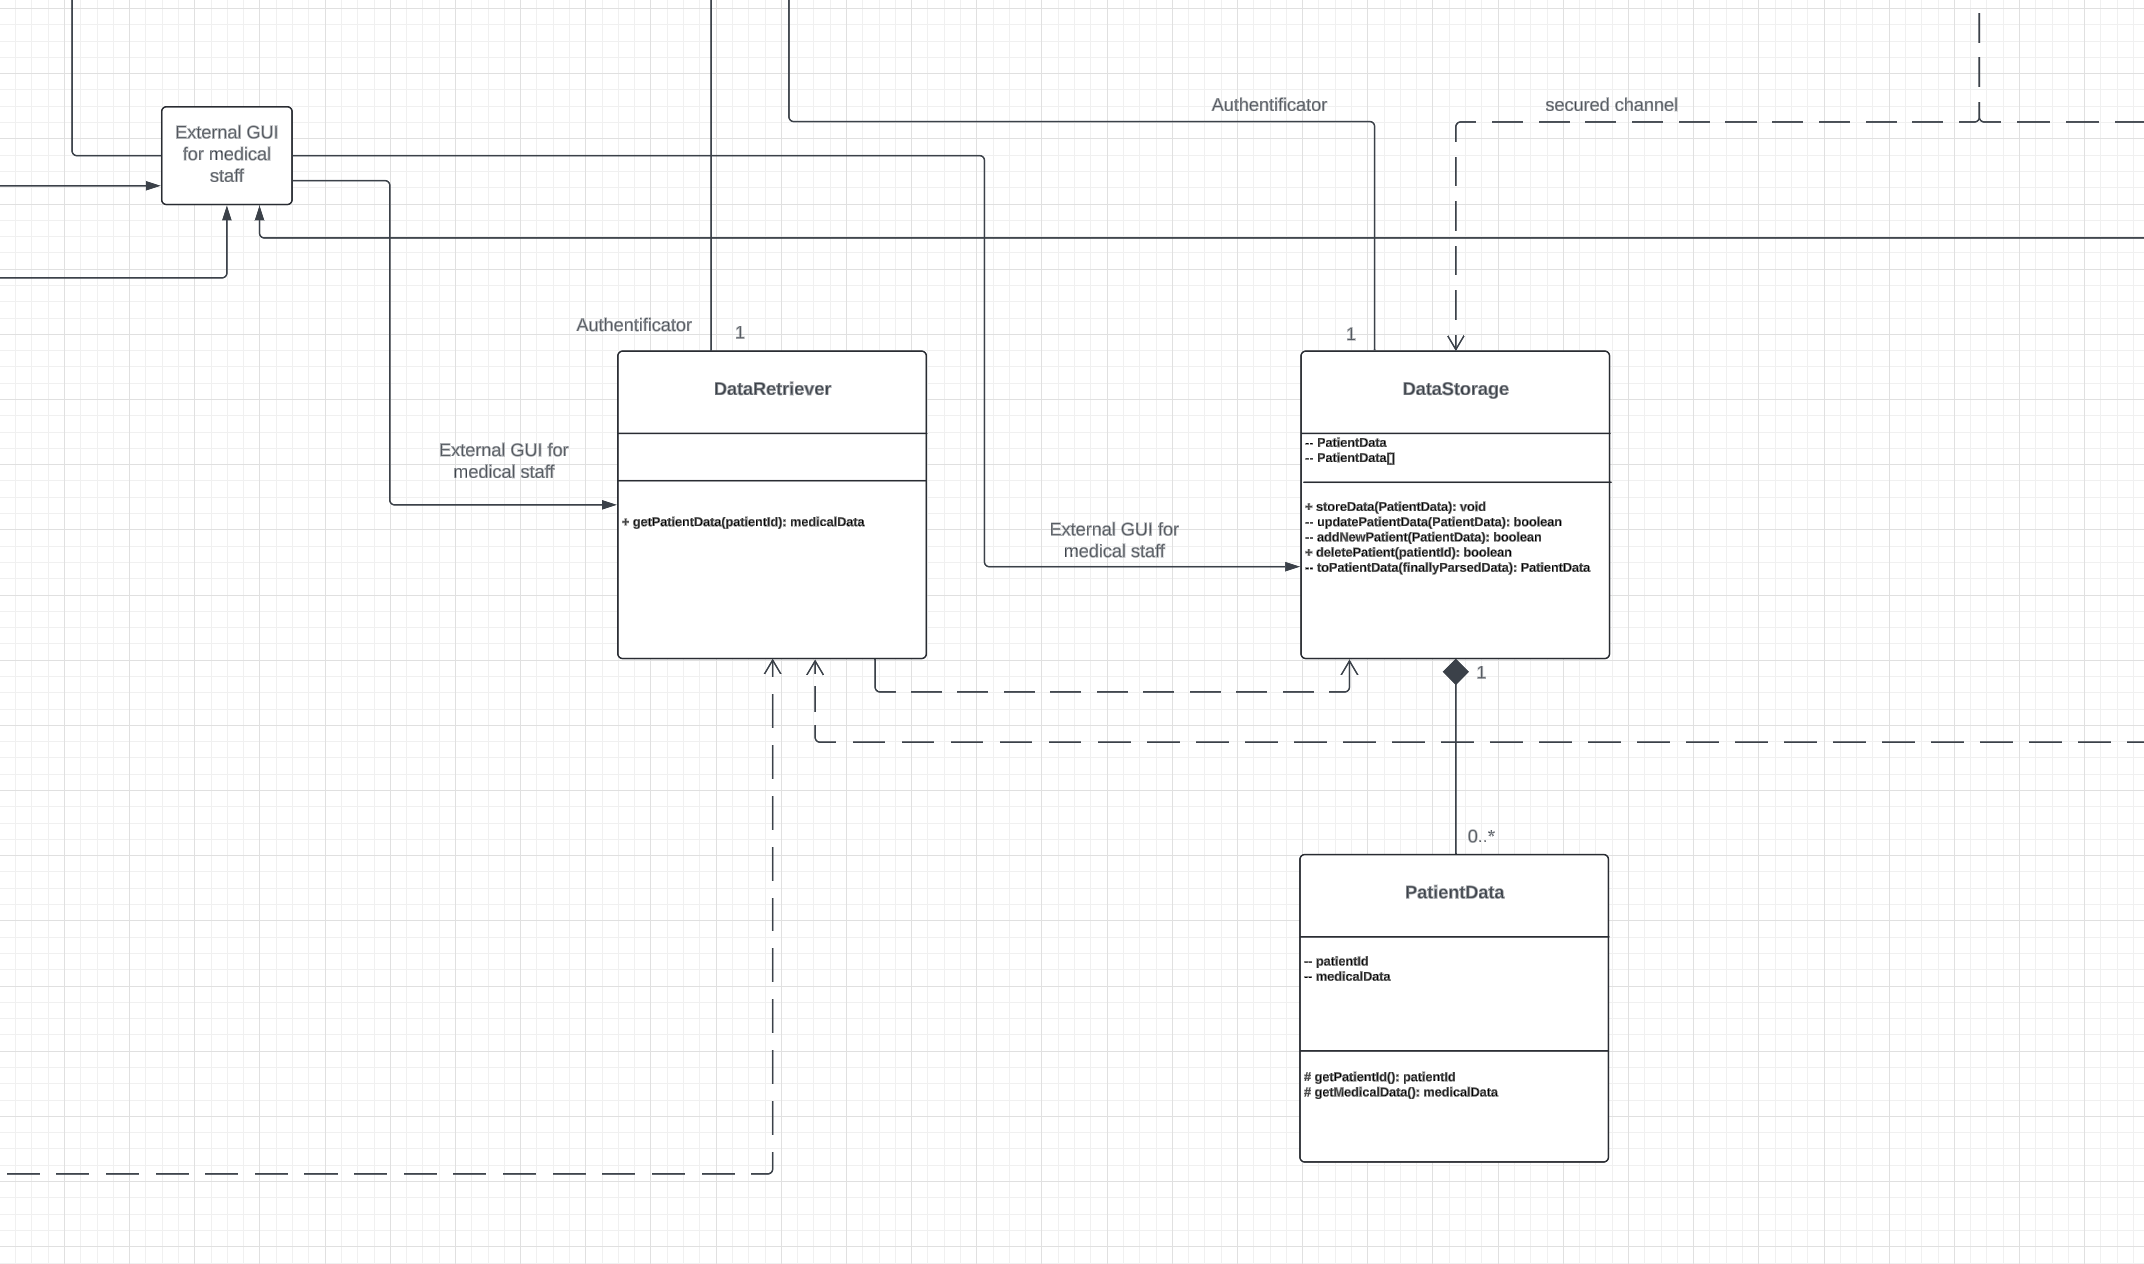 Authentificator
secured channel
External GUI
for medical
staff
Authentificator
1
1
DataRetriever
DataStorage
-- PatientData
-- PatientData[]
External GUI for
medical staff
+ getPatientData(patientId): medicalData
+ storeData(PatientData): void
-- updatePatientData(PatientData): boolean
-- addNewPatient(PatientData): boolean
+ deletePatient(patientId): boolean
-- toPatientData(finallyParsedData): PatientData
External GUI for
medical staff
1
0..*
PatientData
-- patientId
-- medicalData
# getPatientId(): patientId
# getMedicalData(): medicalData